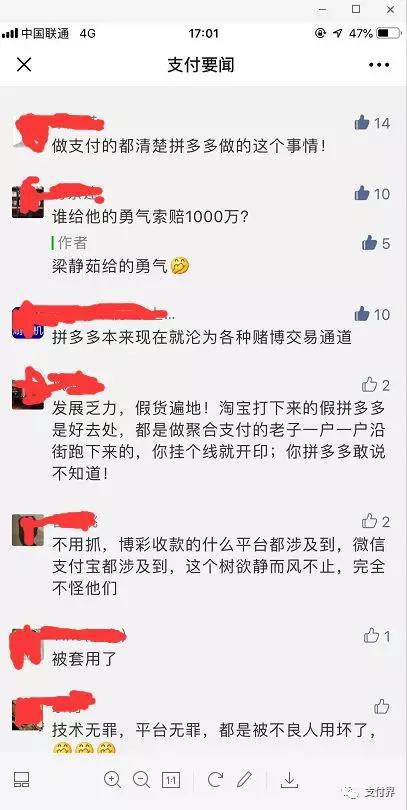 中国联通 4G 17:01 47%
支付要闻
14
做支付的都清楚拼多多做的这个事情！
10
谁给他的勇气索赔1000万？
作者 5
梁静茹给的勇气
10
拼多多本来现在就沦为各种赌博交易通道
2
发展乏力，假货遍地！淘宝打下来的假拼多多
是好去处，都是做聚合支付的老子一户一户沿
街跑下来的，你挂个线就开印；你拼多多敢说
不知道！
2
不用抓，博彩收款的什么平台都涉及到，微信
支付宝都涉及到，这个树欲静而风不止，完全
不怪他们
1
被套用了
技术无罪，平台无罪，都是被不良人用坏了，
1:1
支付界